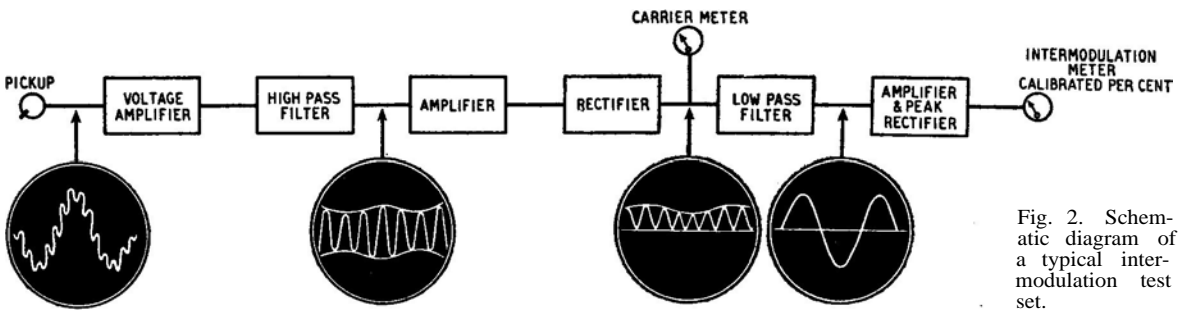 CARRIER METER
PICKUP
VOLTAGE
AMPLIFIER
HIGH PASS
FILTER
AMPLIFIER
RECTIFIER
LOW PASS
FILTER
AMPLIFIER
& PEAK
RECTIFIER
INTERMODULATION
METER
CALIBRATED PER CENT
Fig. 2. Schem-
atic diagram of
a typical inter-
modulation test
set.